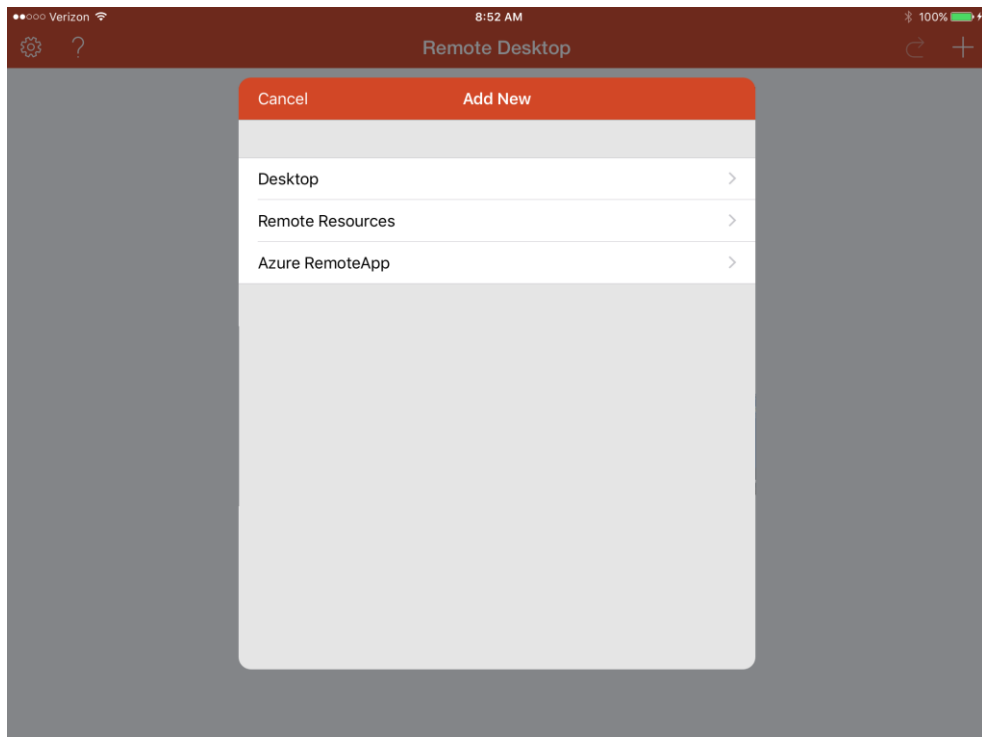 Verizon 8:52 AM 100%
? Remote Desktop
Cancel Add New
Desktop
Remote Resources
Azure RemoteApp